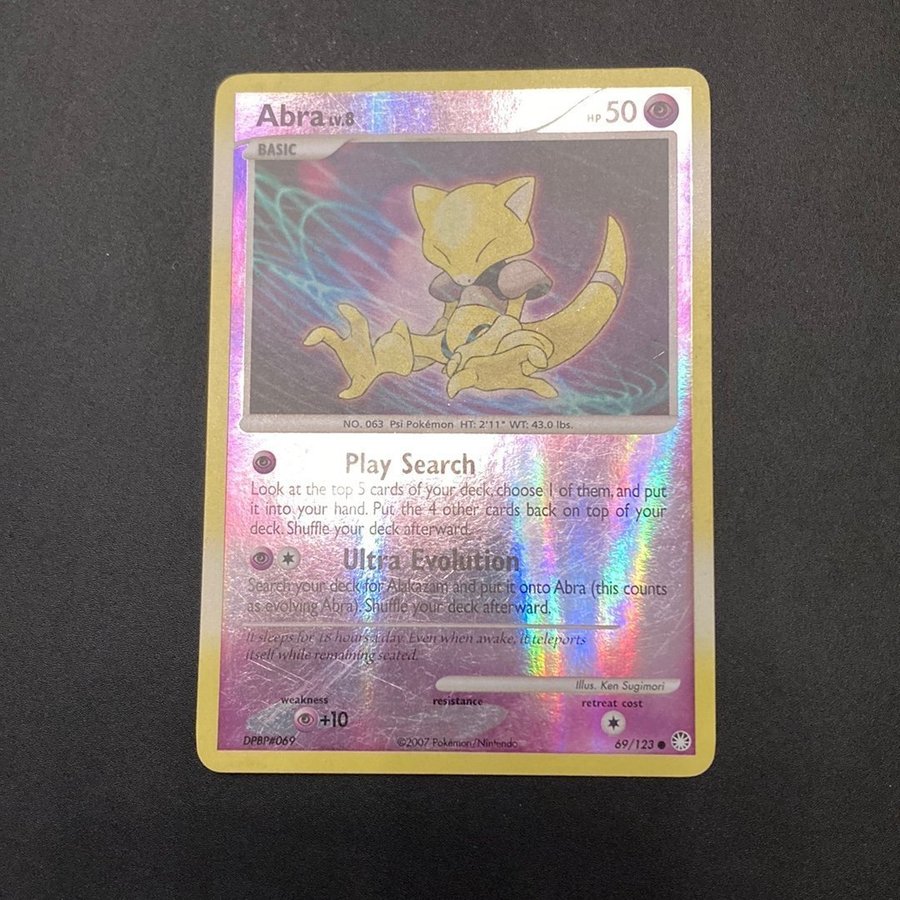 Abra LV.8 HP 50
BASIC
NO. 063 Psi Pokémon HT: 2'11" WT: 43.0 lbs.
Play Search
Look at the top 5 cards of your deck, choose 1 of them, and put
it into your hand. Put the 4 other cards back on top of your
deck. Shuffle your deck afterward.
Ultra Evolution
Search your deck for Alakazam and put it onto Abra (this counts
as evolving Abra). Shuffle your deck afterward.
It sleeps for 18 hours a day. Even when awake, it teleports
itself while remaining seated.
Illus. Ken Sugimori
weakness resistance retreat cost
+10
DPBP#069 ©2007 Pokémon/Nintendo 69/123